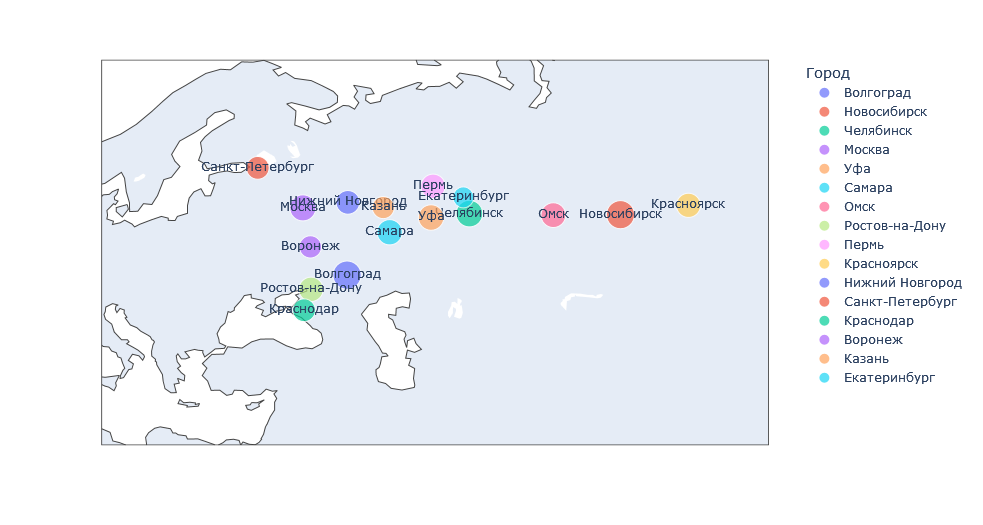 Город
Волгоград
Новосибирск
Челябинск
Москва
Уфа
Самара
Омск
Ростов-на-Дону
Пермь
Красноярск
Нижний Новгород
Санкт-Петербург
Краснодар
Воронеж
Казань
Екатеринбург
Санкт-Петербург
Пермь
Екатеринбург
Нижний Новгород
Москва
Казань
Уфа
Челябинск
Омск
Новосибирск
Красноярск
Самара
Воронеж
Волгоград
Ростов-на-Дону
Краснодар